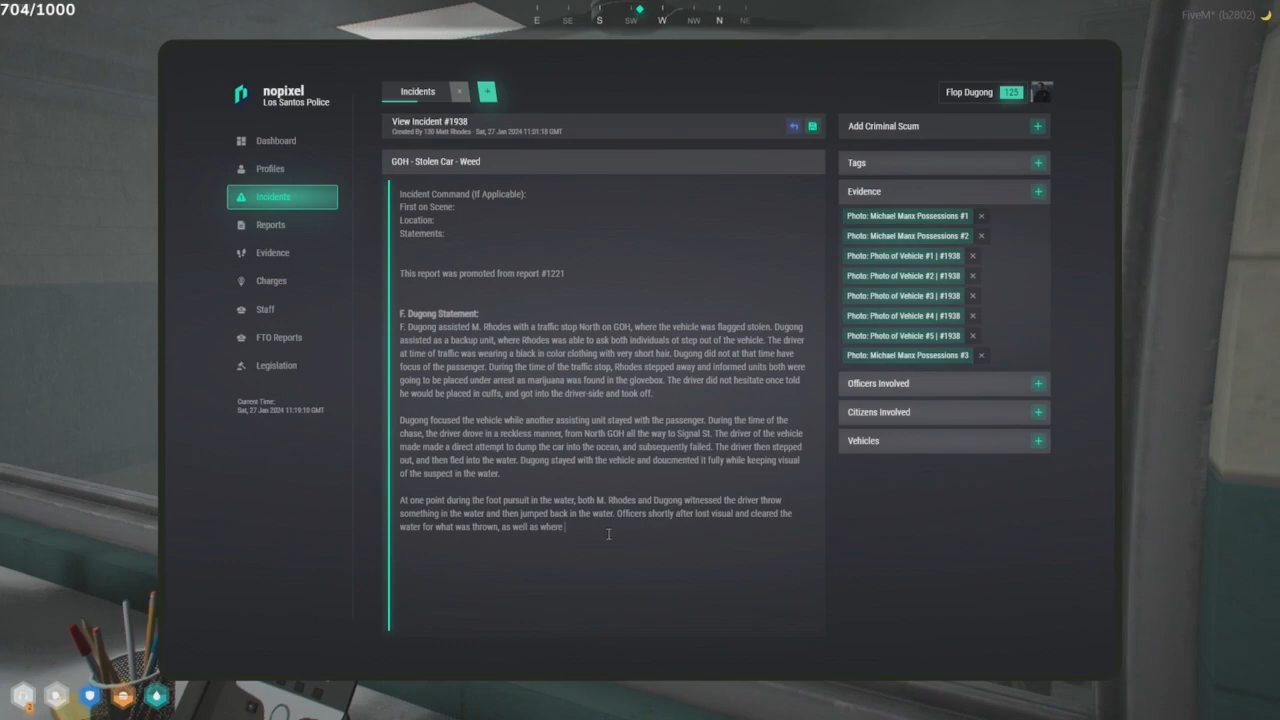 704/1000
E SE S SW W NW N NE
FiveM* (b2802)
nopixel
Los Santos Police
Dashboard
Profiles
Incidents
Reports
Evidence
Charges
Staff
FTO Reports
Legislation
Current Time:
Sat, 27 Jan 2024 11:19:10 GMT
Incidents × +
Flop Dugong 125
View Incident #1938
Created By 130 Matt Rhodes - Sat, 27 Jan 2024 11:01:18 GMT
GOH - Stolen Car - Weed
Incident Command (If Applicable):
First on Scene:
Location:
Statements:
This report was promoted from report #1221
F. Dugong Statement:
F. Dugong assisted M. Rhodes with a traffic stop North on GOH, where the vehicle was flagged stolen. Dugong
assisted as a backup unit, where Rhodes was able to ask both individuals ot step out of the vehicle. The driver
at time of traffic was wearing a black in color clothing with very short hair. Dugong did not at that time have
focus of the passenger. During the time of the traffic stop, Rhodes stepped away and informed units both were
going to be placed under arrest as marijuana was found in the glovebox. The driver did not hesitate once told
he would be placed in cuffs, and got into the driver-side and took off.
Dugong focused the vehicle while another assisting unit stayed with the passenger. During the time of the
chase, the driver drove in a reckless manner, from North GOH all the way to Signal St. The driver of the vehicle
made made a direct attempt to dump the car into the ocean, and subsequently failed. The driver then stepped
out, and then fled into the water. Dugong stayed with the vehicle and doucmented it fully while keeping visual
of the suspect in the water.
At one point during the foot pursuit in the water, both M. Rhodes and Dugong witnessed the driver throw
something in the water and then jumped back in the water. Officers shortly after lost visual and cleared the
water for what was thrown, as well as where
Add Criminal Scum +
Tags +
Evidence +
Photo: Michael Manx Possessions #1 ×
Photo: Michael Manx Possessions #2 ×
Photo: Photo of Vehicle #1 | #1938 ×
Photo: Photo of Vehicle #2 | #1938 ×
Photo: Photo of Vehicle #3 | #1938 ×
Photo: Photo of Vehicle #4 | #1938 ×
Photo: Photo of Vehicle #5 | #1938 ×
Photo: Michael Manx Possessions #3 ×
Officers Involved +
Citizens Involved +
Vehicles +
2